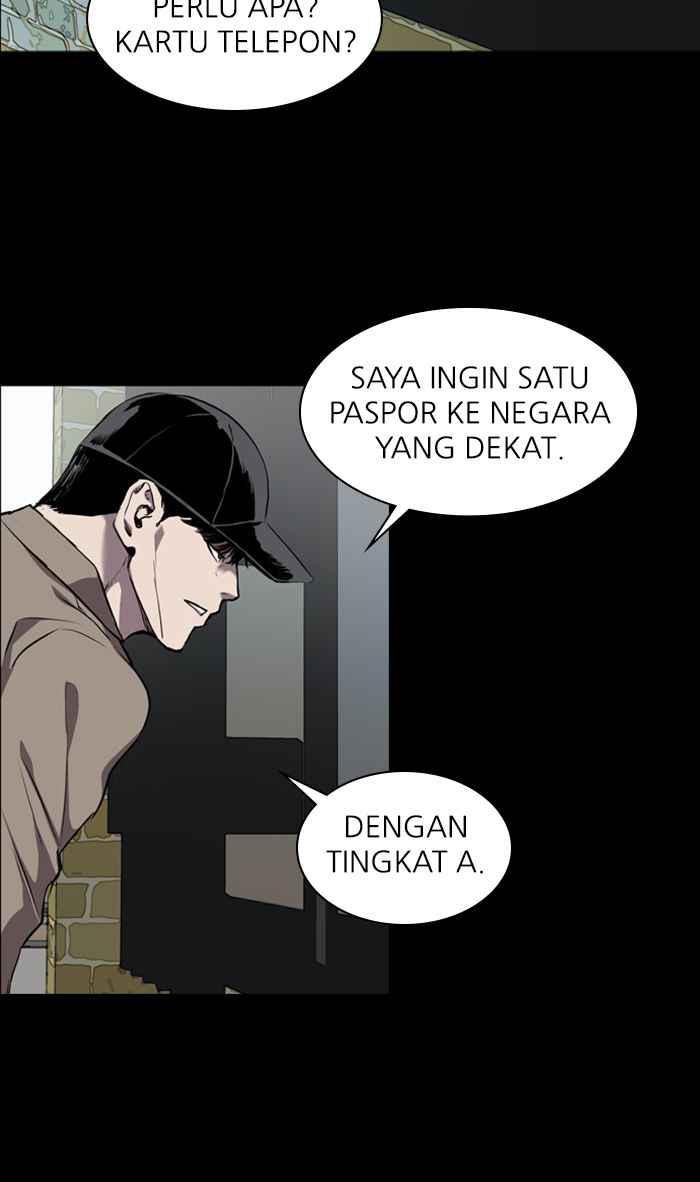 PERLU APA?
KARTU TELEPON?
SAYA INGIN SATU
PASPOR KE NEGARA
YANG DEKAT.
DENGAN
TINGKAT A.